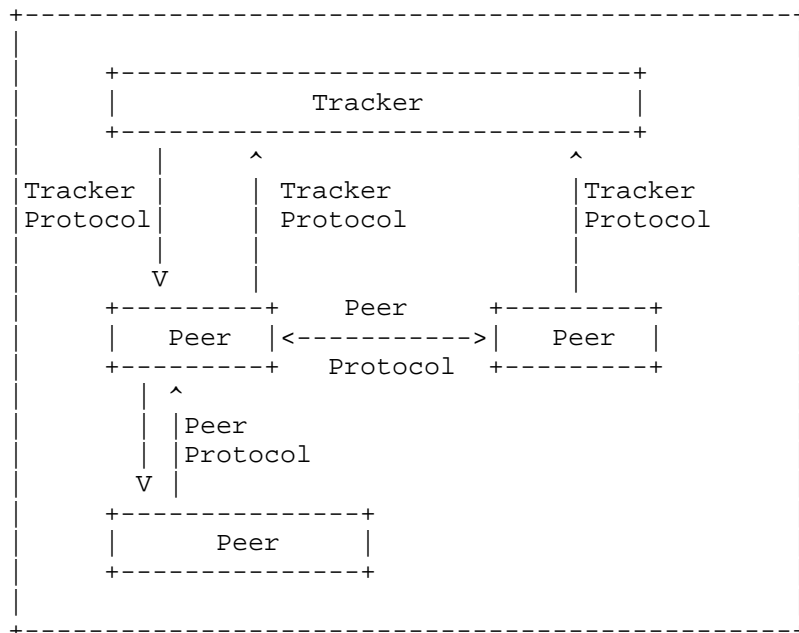 Tracker
Tracker Tracker Tracker
Protocol Protocol Protocol
Peer
Peer Peer
Protocol
Peer
Protocol
Peer